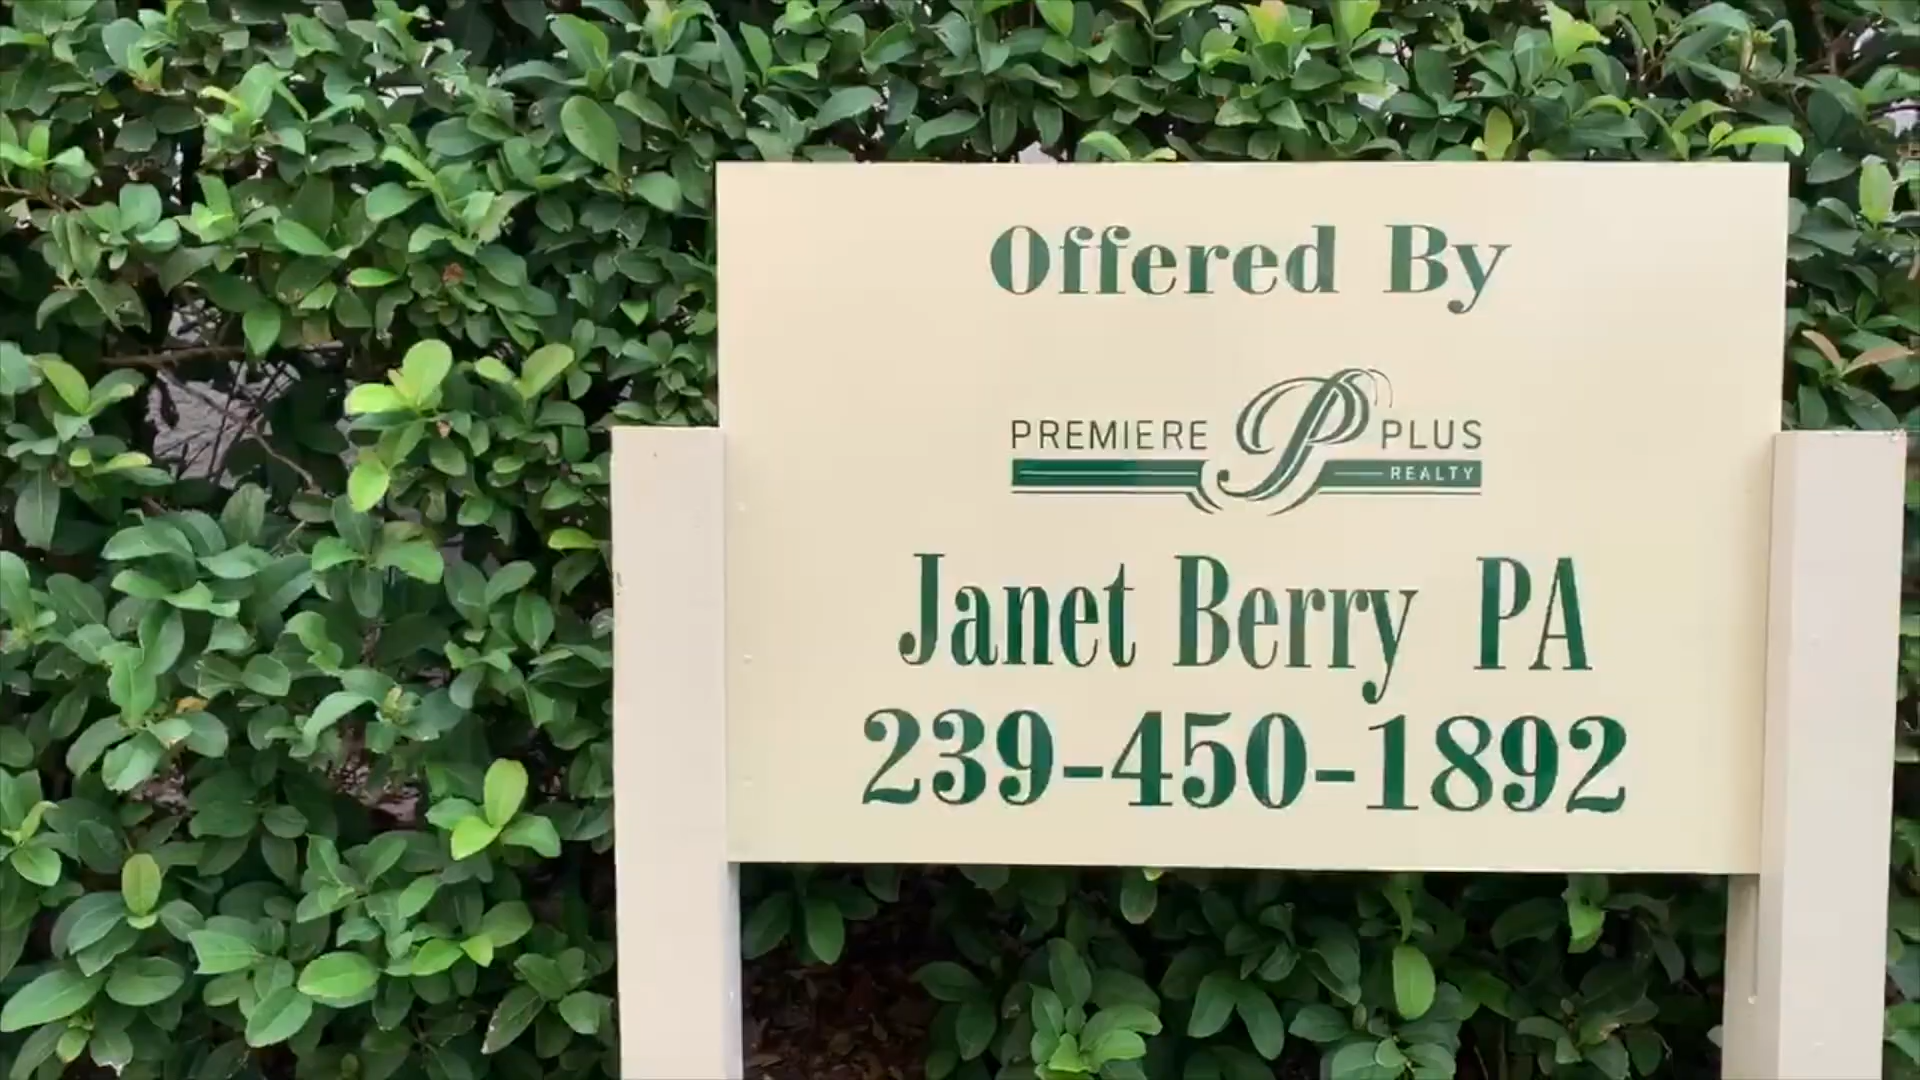 Offered By
PREMIERE PLUS
REALTY
Janet Berry PA
239-450-1892